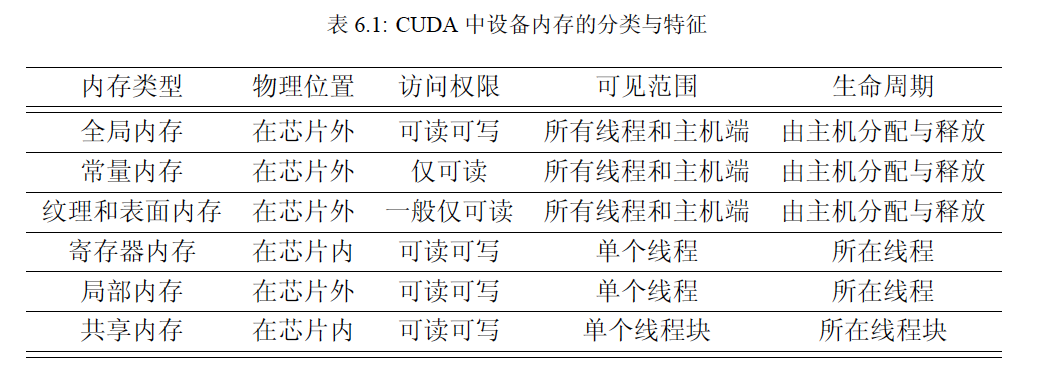 表 6.1: CUDA 中设备内存的分类与特征
内存类型 物理位置 访问权限 可见范围 生命周期
全局内存 在芯片外 可读可写 所有线程和主机端 由主机分配与释放
常量内存 在芯片外 仅可读 所有线程和主机端 由主机分配与释放
纹理和表面内存 在芯片外 一般仅可读 所有线程和主机端 由主机分配与释放
寄存器内存 在芯片内 可读可写 单个线程 所在线程
局部内存 在芯片外 可读可写 单个线程 所在线程
共享内存 在芯片内 可读可写 单个线程块 所在线程块